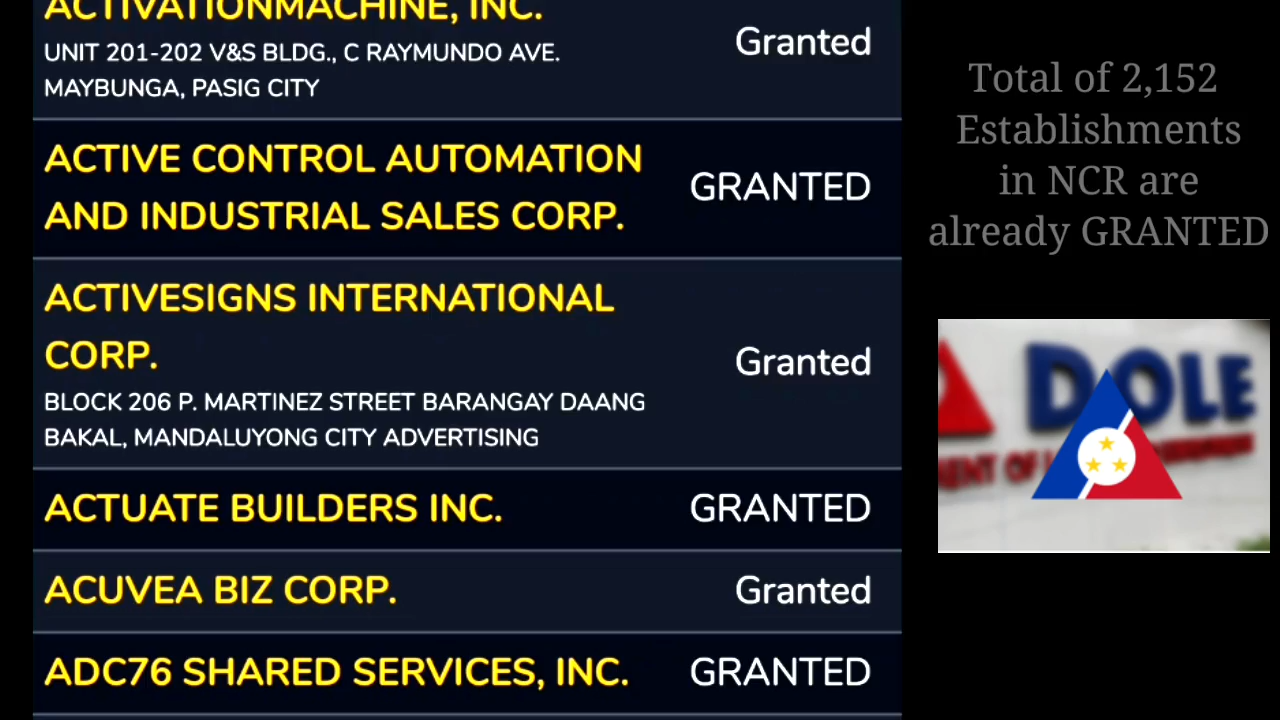 ACTIVATIONMACHINE, INC.
UNIT 201-202 V&S BLDG., C RAYMUNDO AVE.
MAYBUNGA, PASIG CITY
Granted
ACTIVE CONTROL AUTOMATION
AND INDUSTRIAL SALES CORP.
GRANTED
ACTIVESIGNS INTERNATIONAL
CORP.
BLOCK 206 P. MARTINEZ STREET BARANGAY DAANG
BAKAL, MANDALUYONG CITY ADVERTISING
Granted
ACTUATE BUILDERS INC.
GRANTED
ACUVEA BIZ CORP.
Granted
ADC76 SHARED SERVICES, INC.
GRANTED
Total of 2,152
Establishments
in NCR are
already GRANTED
DOLE